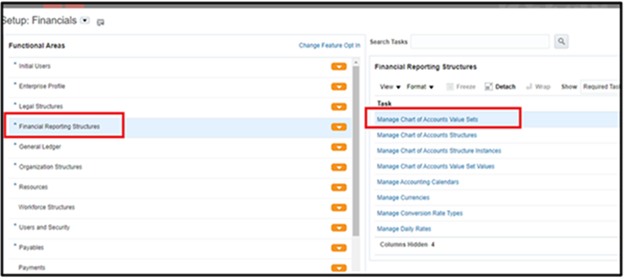 Setup: Financials
Functional Areas
Change Feature Opt In
* Initial Users
* Enterprise Profile
* Legal Structures
* Financial Reporting Structures
* General Ledger
* Organization Structures
* Resources
Workforce Structures
* Users and Security
* Payables
Payments
Search Tasks
Financial Reporting Structures
View Format Freeze Detach Wrap Show Required Tas
Task
Manage Chart of Accounts Value Sets
Manage Chart of Accounts Structures
Manage Chart of Accounts Structure Instances
Manage Chart of Accounts Value Set Values
Manage Accounting Calendars
Manage Currencies
Manage Conversion Rate Types
Manage Daily Rates
Columns Hidden 4